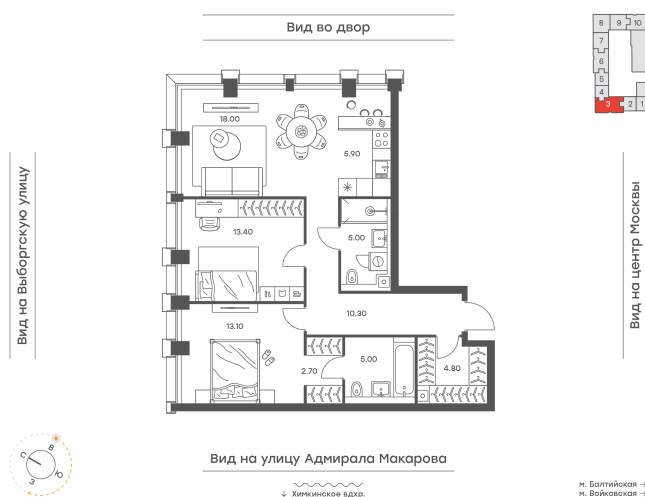 Вид во двор
8 9 10
7
6
5
4
3 2 1
18.00
5.90
Вид на Выборгскую улицу
Вид на центр Москвы
13.40
5.00
10.30
13.10
2.70
5.00
4.80
Вид на улицу Адмирала Макарова
С В Ю З
↓ Химкинское вдхр.
м. Балтийская
м. Войковская